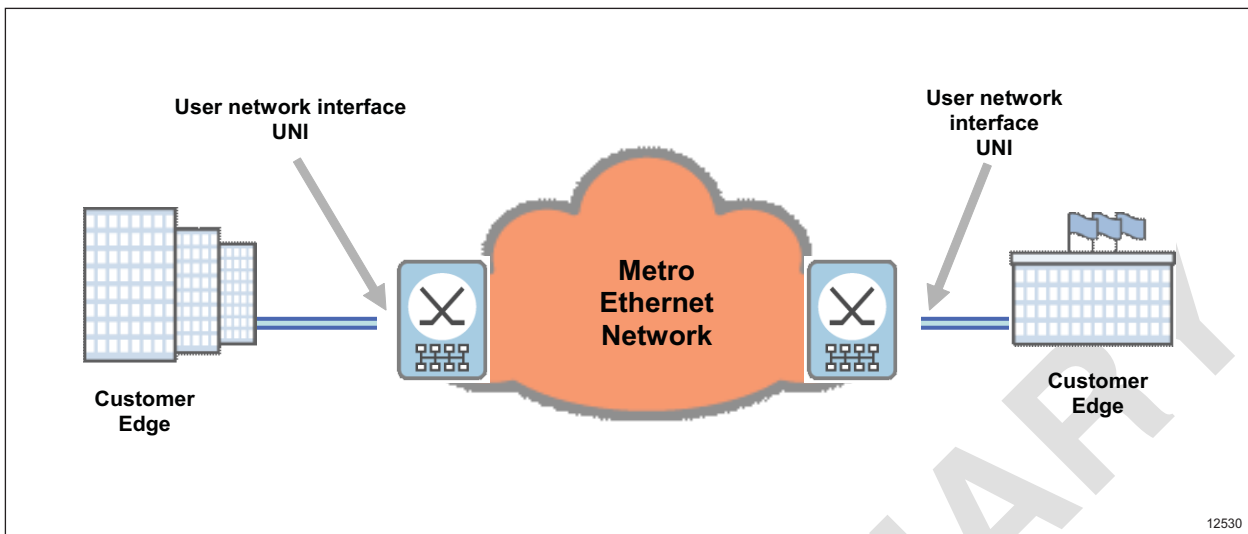 User network interface
UNI
User network
interface
UNI
Metro
Ethernet
Network
Customer
Edge
Customer
Edge
12530